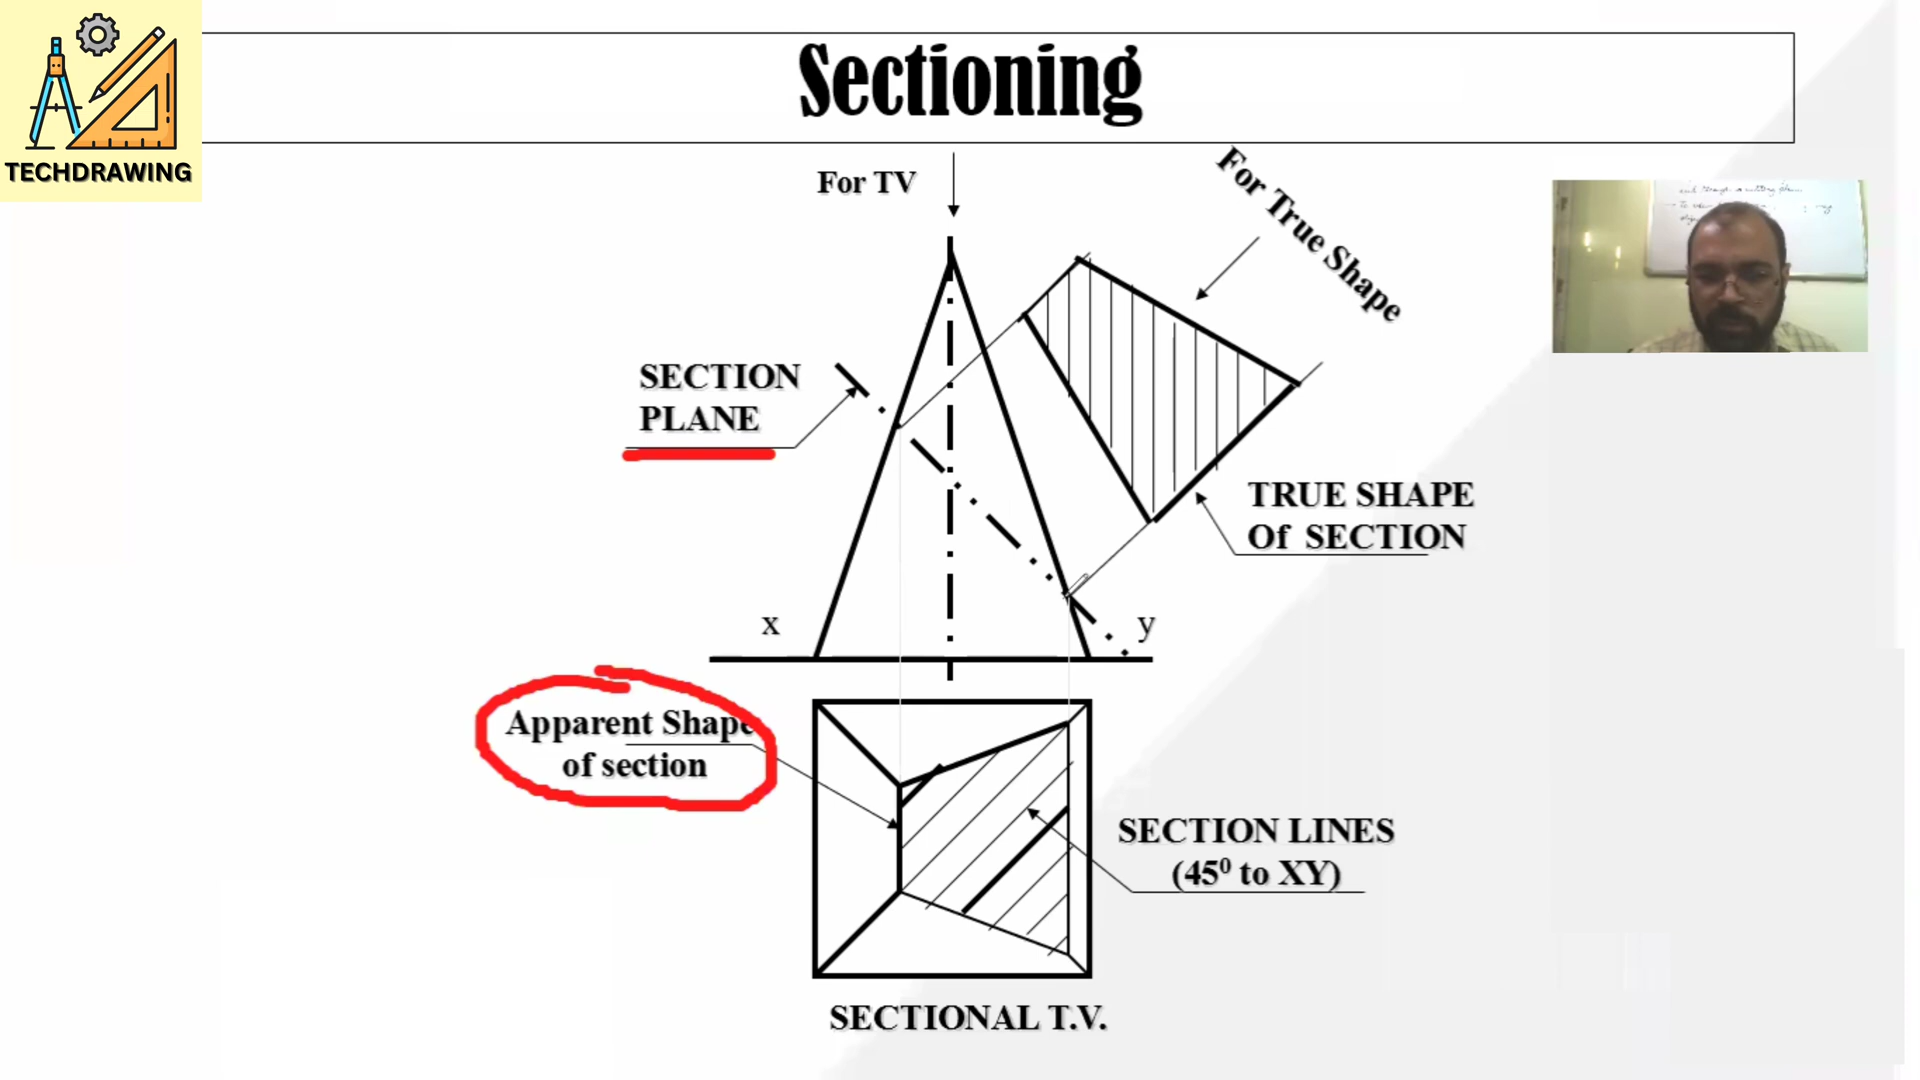 Sectioning
TECHDRAWING
For TV
For True Shape
SECTION
PLANE
TRUE SHAPE
Of SECTION
x
y
Apparent Shape
of section
SECTION LINES
(45⁰ to XY)
SECTIONAL T.V.